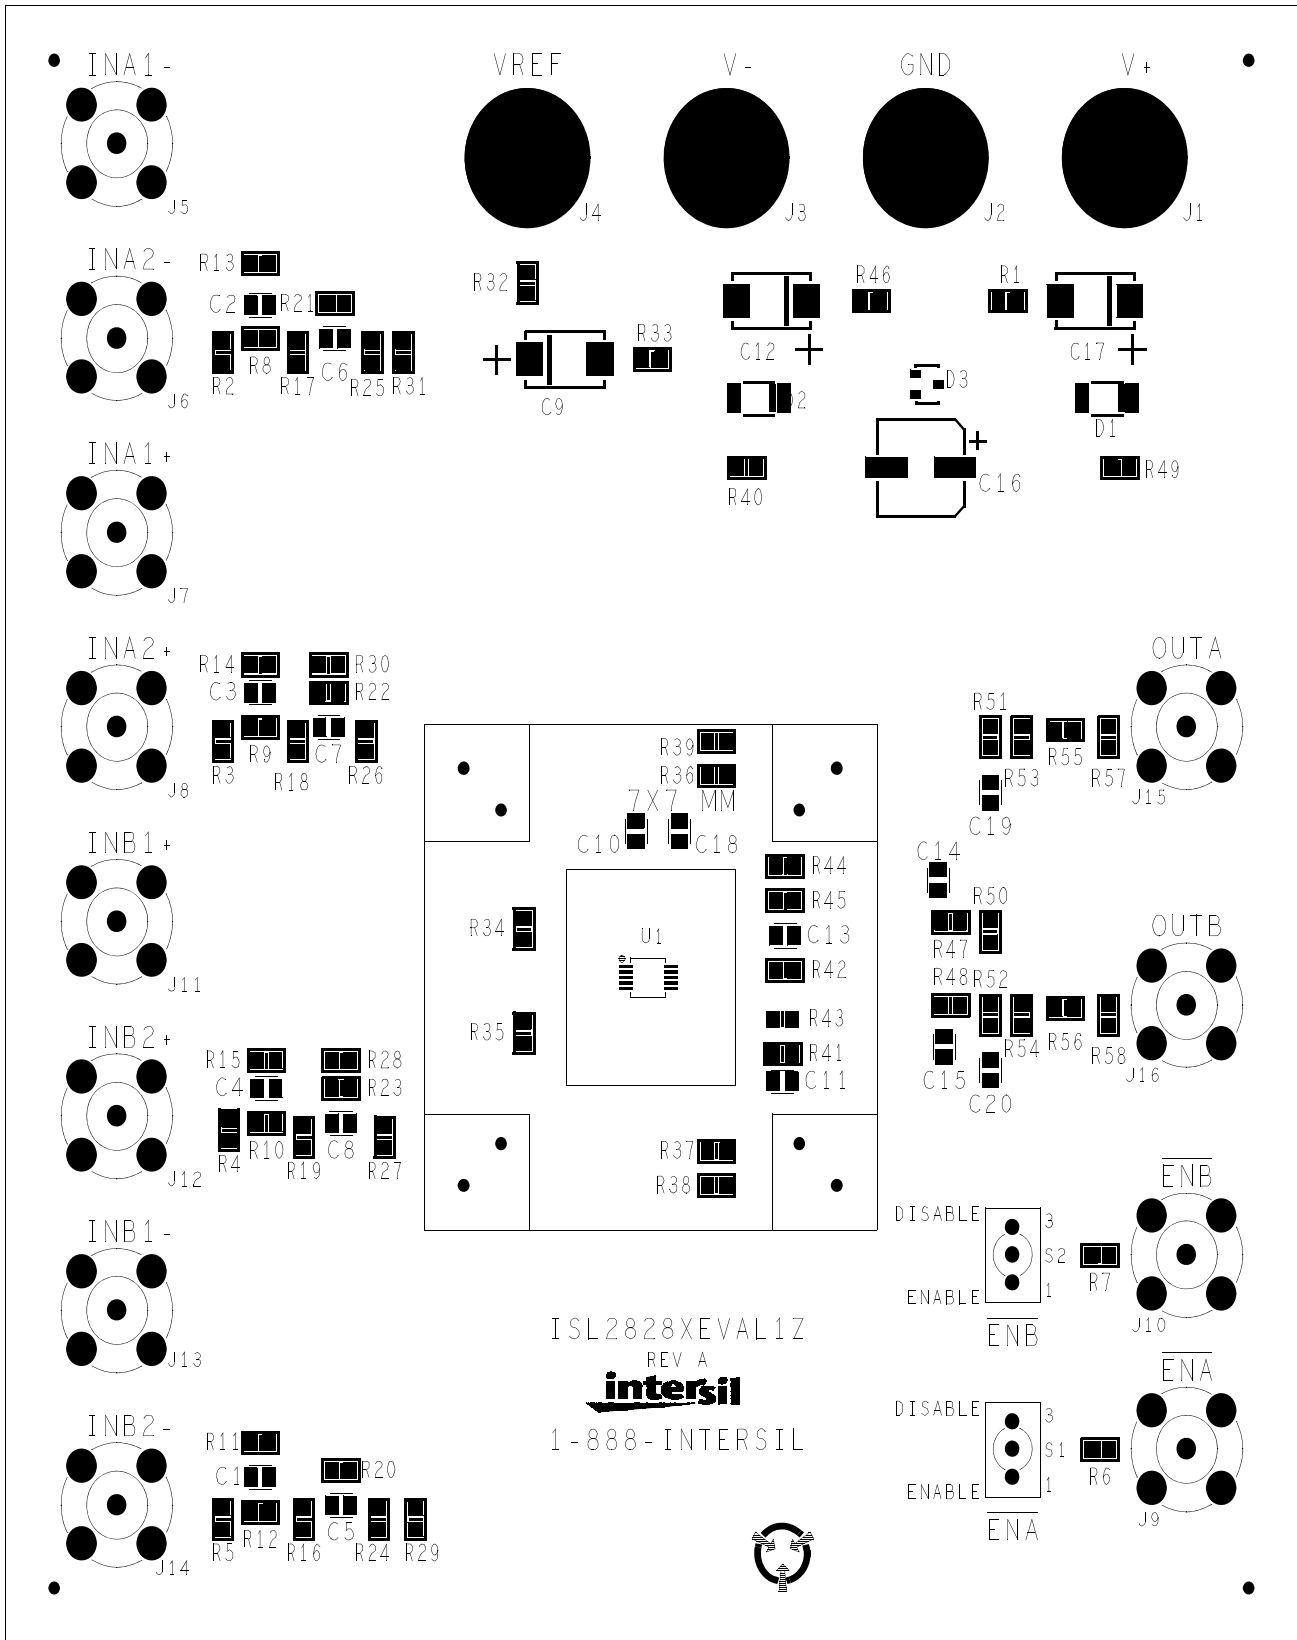 INA1-
VREF
V-
GND
V+
J5
J4
J3
J2
J1
INA2-
R13
C2
R21
R32
R46
R1
R2
R8
R17
C6
R25
R31
J6
R33
C9
C12
C17
D3
D2
D1
INA1+
R40
C16
R49
J7
INA2+
R14
R30
C3
R22
R3
R9
R18
C7
R26
J8
OUTA
R51
R53
R55
R57
J15
C19
R39
R36
7X7 MM
C10
C18
INB1+
R44
R45
C13
R42
R43
R41
C11
R34
R35
U1
C14
R50
R47
OUTB
R48
R52
R54
R56
R58
J16
C15
C20
J11
INB2+
R15
R28
C4
R23
R4
R10
R19
C8
R27
J12
R37
R38
ENB
DISABLE
3
S2
ENABLE
1
R7
J10
ENB
INB1-
J13
ISL2828XEVAL1Z
REV A
intersil
1-888-INTERSIL
ENA
DISABLE
3
S1
ENABLE
1
R6
J9
ENA
INB2-
R11
C1
R20
R5
R12
R16
C5
R24
R29
J14
+
+
+
+